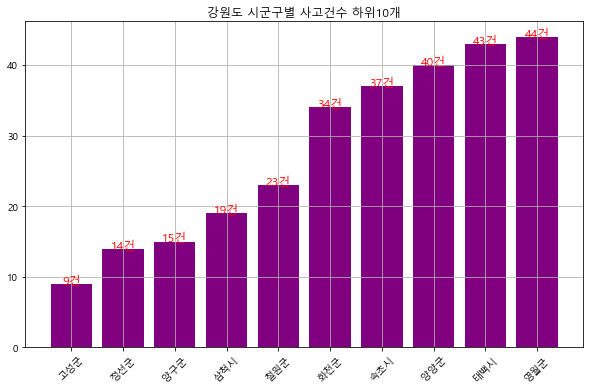 강원도 시군구별 사고건수 하위10개
44건
43건
40건
37건
34건
23건
19건
15건
14건
9건
40
30
20
10
0
고성군
정선군
양구군
삼척시
철원군
화천군
속초시
양양군
태백시
영월군